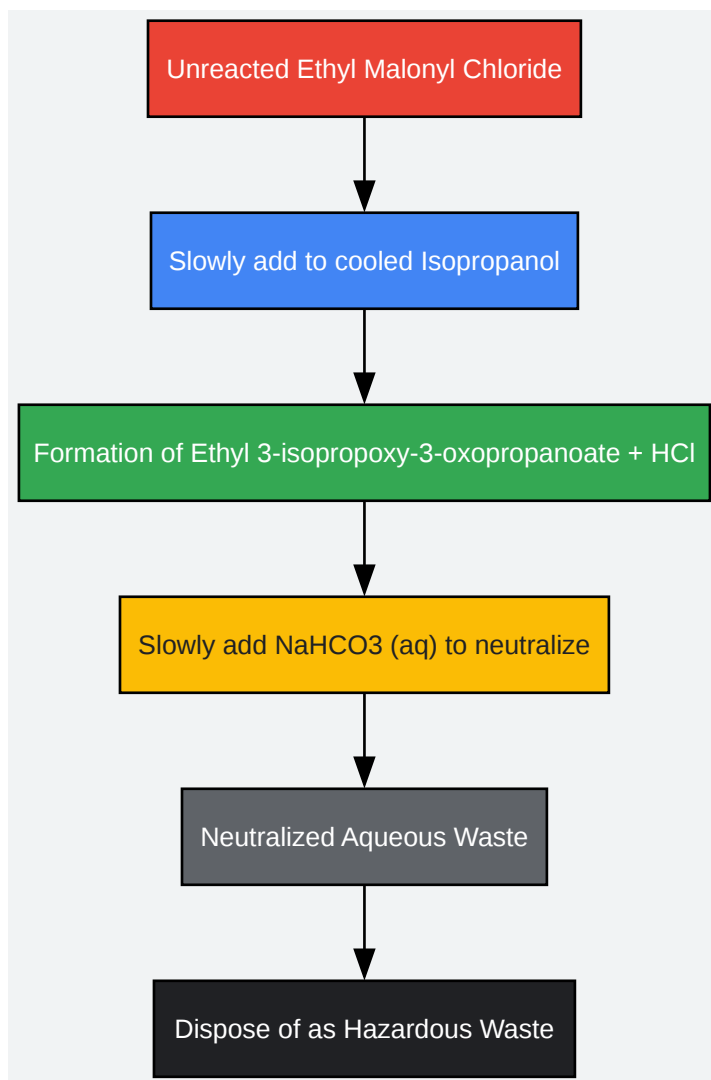 Unreacted Ethyl Malonyl Chloride
Slowly add to cooled Isopropanol
Formation of Ethyl 3-isopropoxy-3-oxopropanoate + HCl
Slowly add NaHCO3 (aq) to neutralize
Neutralized Aqueous Waste
Dispose of as Hazardous Waste